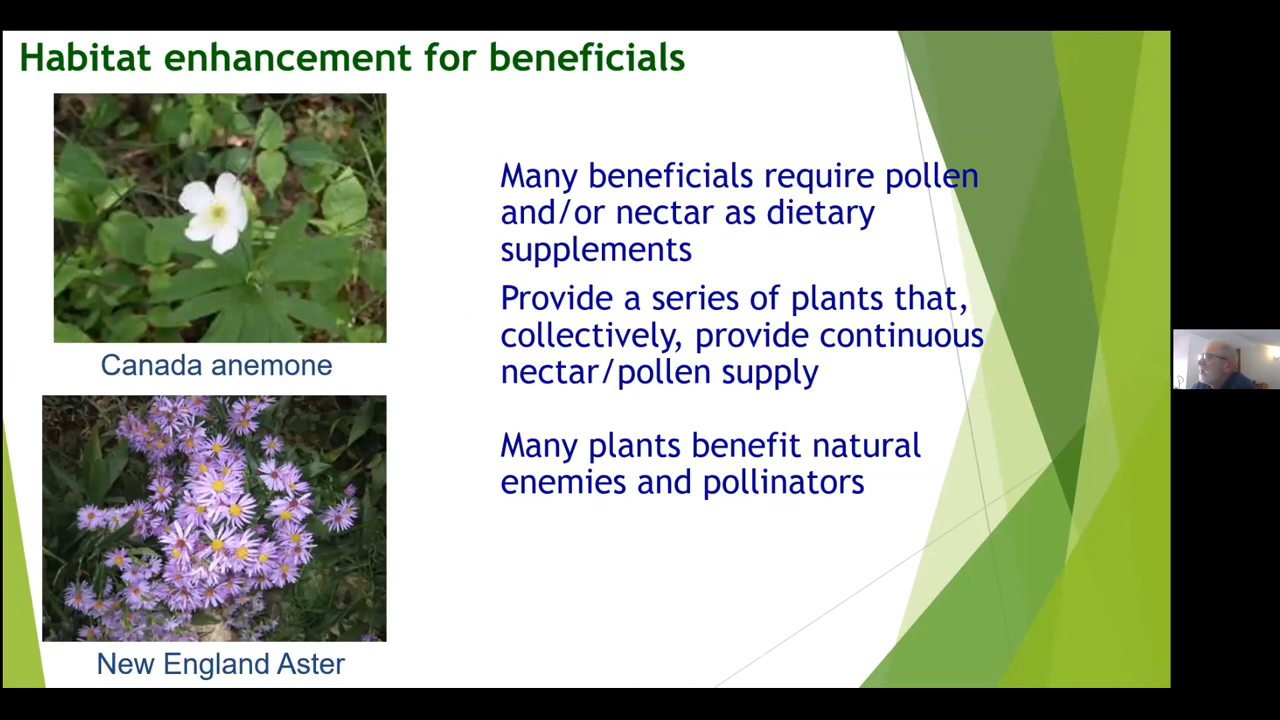 Habitat enhancement for beneficials
Canada anemone
New England Aster
Many beneficials require pollen
and/or nectar as dietary
supplements
Provide a series of plants that,
collectively, provide continuous
nectar/pollen supply
Many plants benefit natural
enemies and pollinators